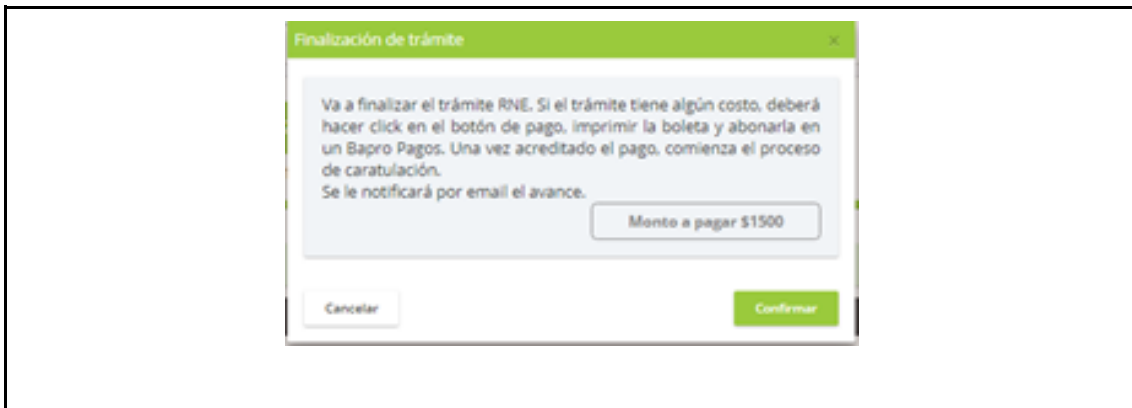 Finalización de trámite ×
Va a finalizar el trámite RNE. Si el trámite tiene algún costo, deberá
hacer click en el botón de pago, imprimir la boleta y abonarla en
un Bapro Pagos. Una vez acreditado el pago, comienza el proceso
de caratulación.
Se le notificará por email el avance.
Monto a pagar $1500
Cancelar
Confirmar